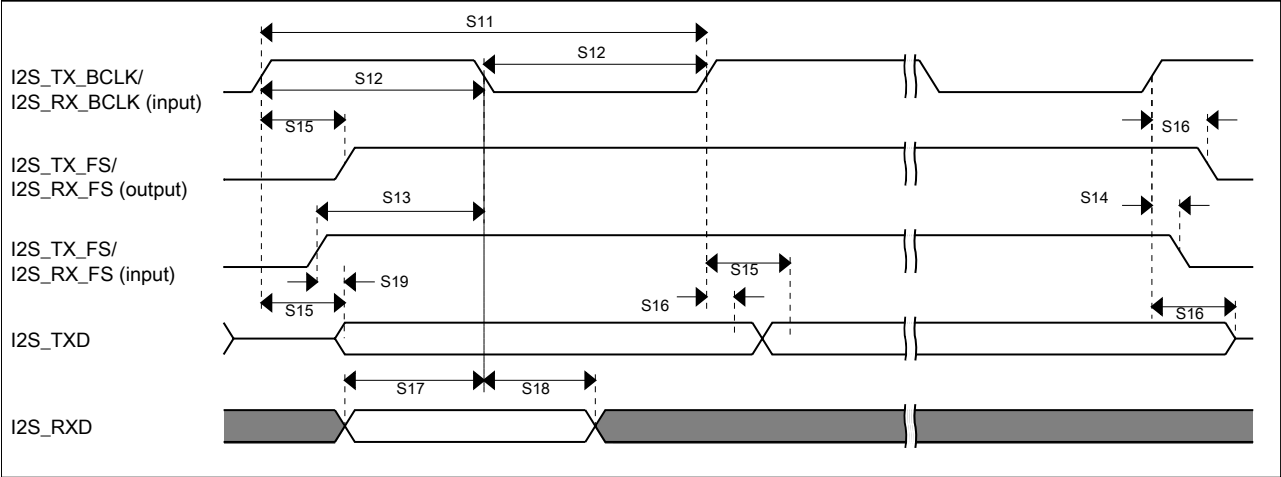 S11
S12
I2S_TX_BCLK/
I2S_RX_BCLK (input)
S12
S15
S16
I2S_TX_FS/
I2S_RX_FS (output)
S13
S14
I2S_TX_FS/
I2S_RX_FS (input)
S15
S19
S15
S16
S16
I2S_TXD
S17
S18
I2S_RXD